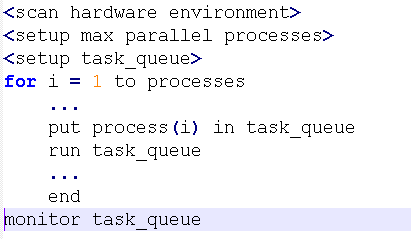 <scan hardware environment>
<setup max parallel processes>
<setup task_queue>
for i = 1 to processes
    ...
    put process(i) in task_queue
    run task_queue
    ...
    end
monitor task_queue